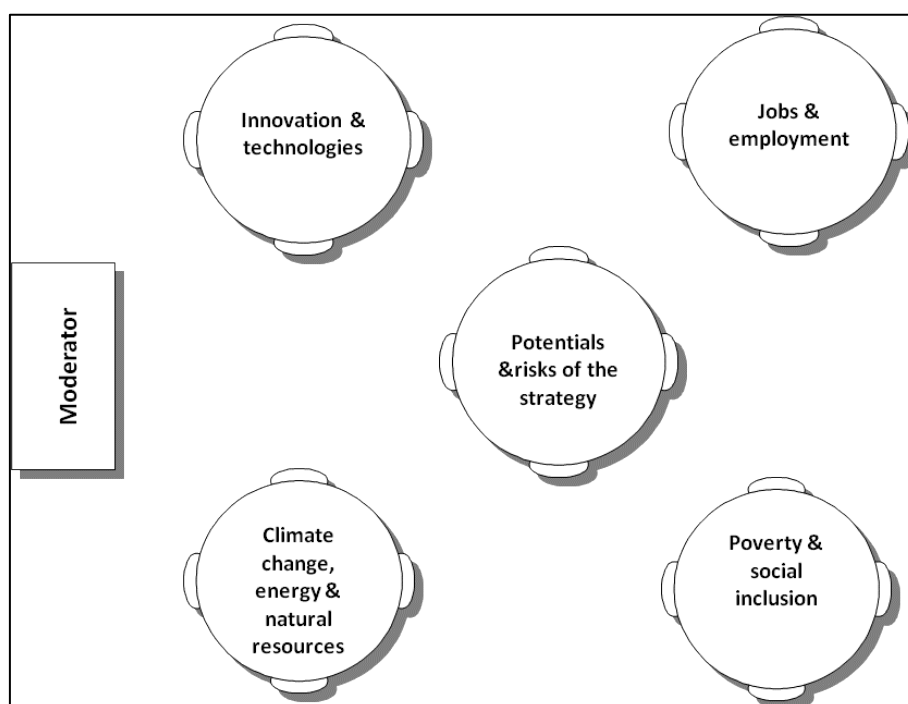 Innovation &
technologies
Jobs &
employment
Moderator
Potentials
&risks of the
strategy
Climate
change,
energy &
natural
resources
Poverty &
social
inclusion